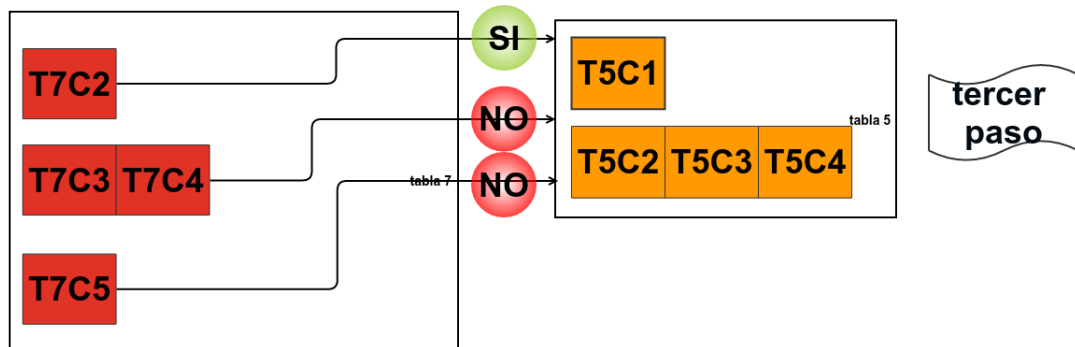 SI
T7C2
T5C1
tercer
paso
NO
tabla 5
T7C3 T7C4
T5C2 T5C3 T5C4
tabla 7
NO
T7C5